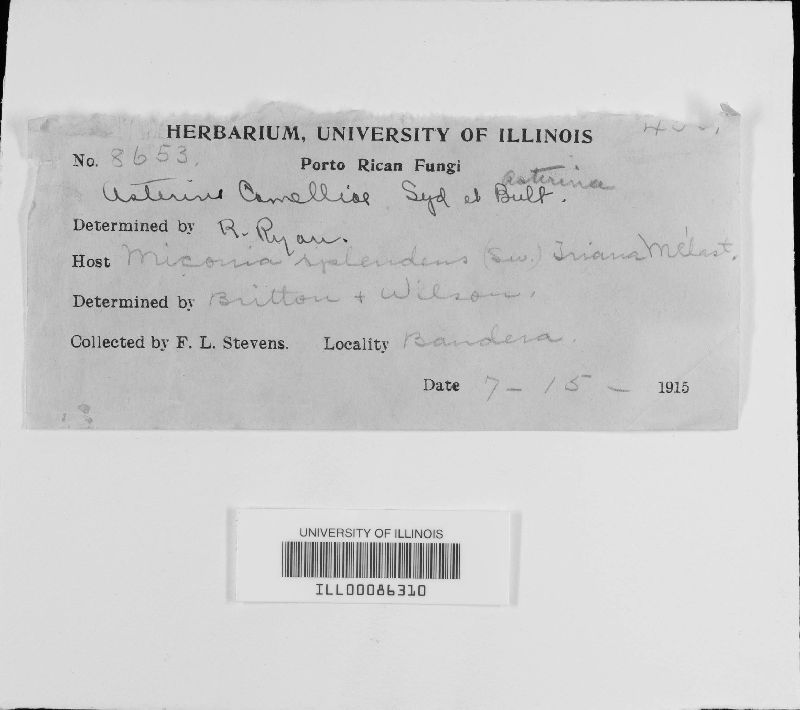 HERBARIUM, UNIVERSITY OF ILLINOIS
No. 8653.
Porto Rican Fungi
Asterina
Asterina Camelliae Syd et Butl.
Determined by R. Ryan.
Host Miconia splendens (Sw.) Triana Melast.
Determined by Britton + Wilson.
Collected by F. L. Stevens. Locality Bandera.
Date 7-15- 1915
UNIVERSITY OF ILLINOIS
ILL00086310